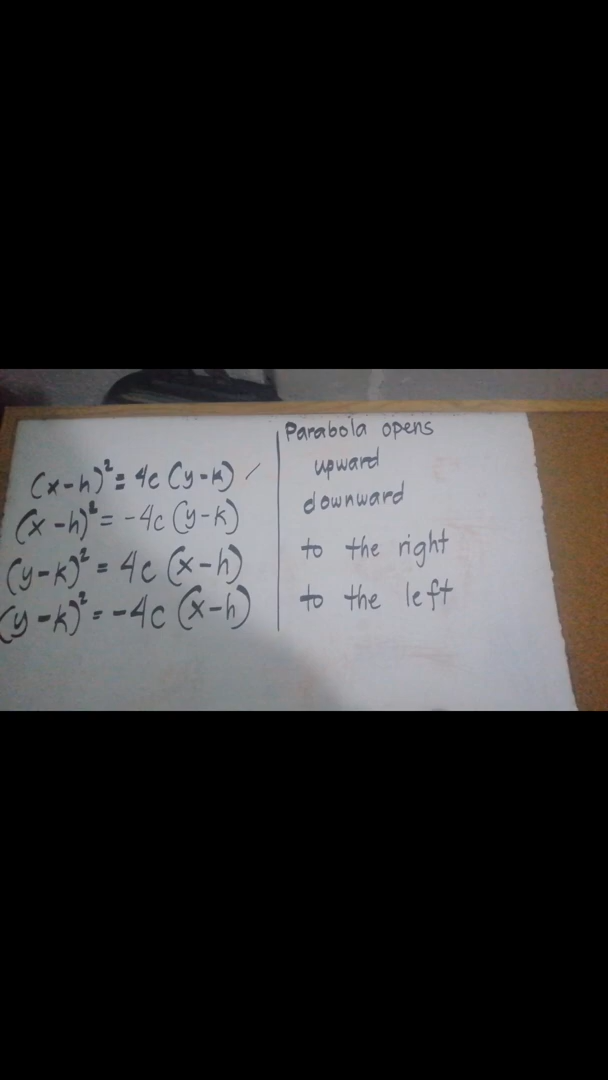 Parabola opens
(x-h)²= 4c (y-k) ✓ upward
(x-h)²= -4c (y-k) downward
(y-k)² = 4c (x-h) to the right
(y-k)² = -4c (x-h) to the left